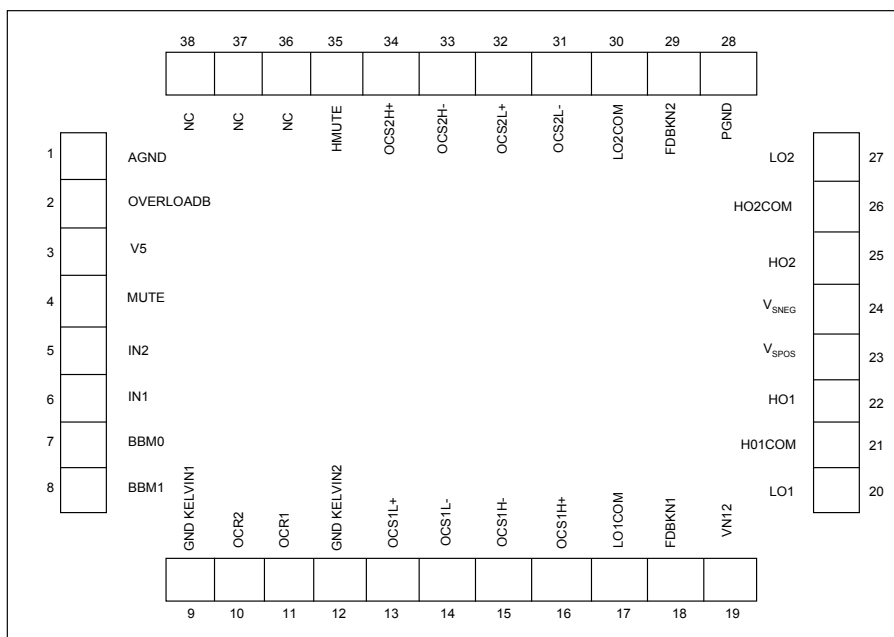 38 37 36 35 34 33 32 31 30 29 28
NC NC NC HMUTE OCS2H+ OCS2H- OCS2L+ OCS2L- LO2COM FDBKN2 PGND
1 AGND
2 OVERLOADB
3 V5
4 MUTE
5 IN2
6 IN1
7 BBM0
8 BBM1
LO2 27
HO2COM 26
HO2 25
VSNEG 24
VSPOS 23
HO1 22
H01COM 21
LO1 20
GND KELVIN1 OCR2 OCR1 GND KELVIN2 OCS1L+ OCS1L- OCS1H- OCS1H+ LO1COM FDBKN1 VN12
9 10 11 12 13 14 15 16 17 18 19